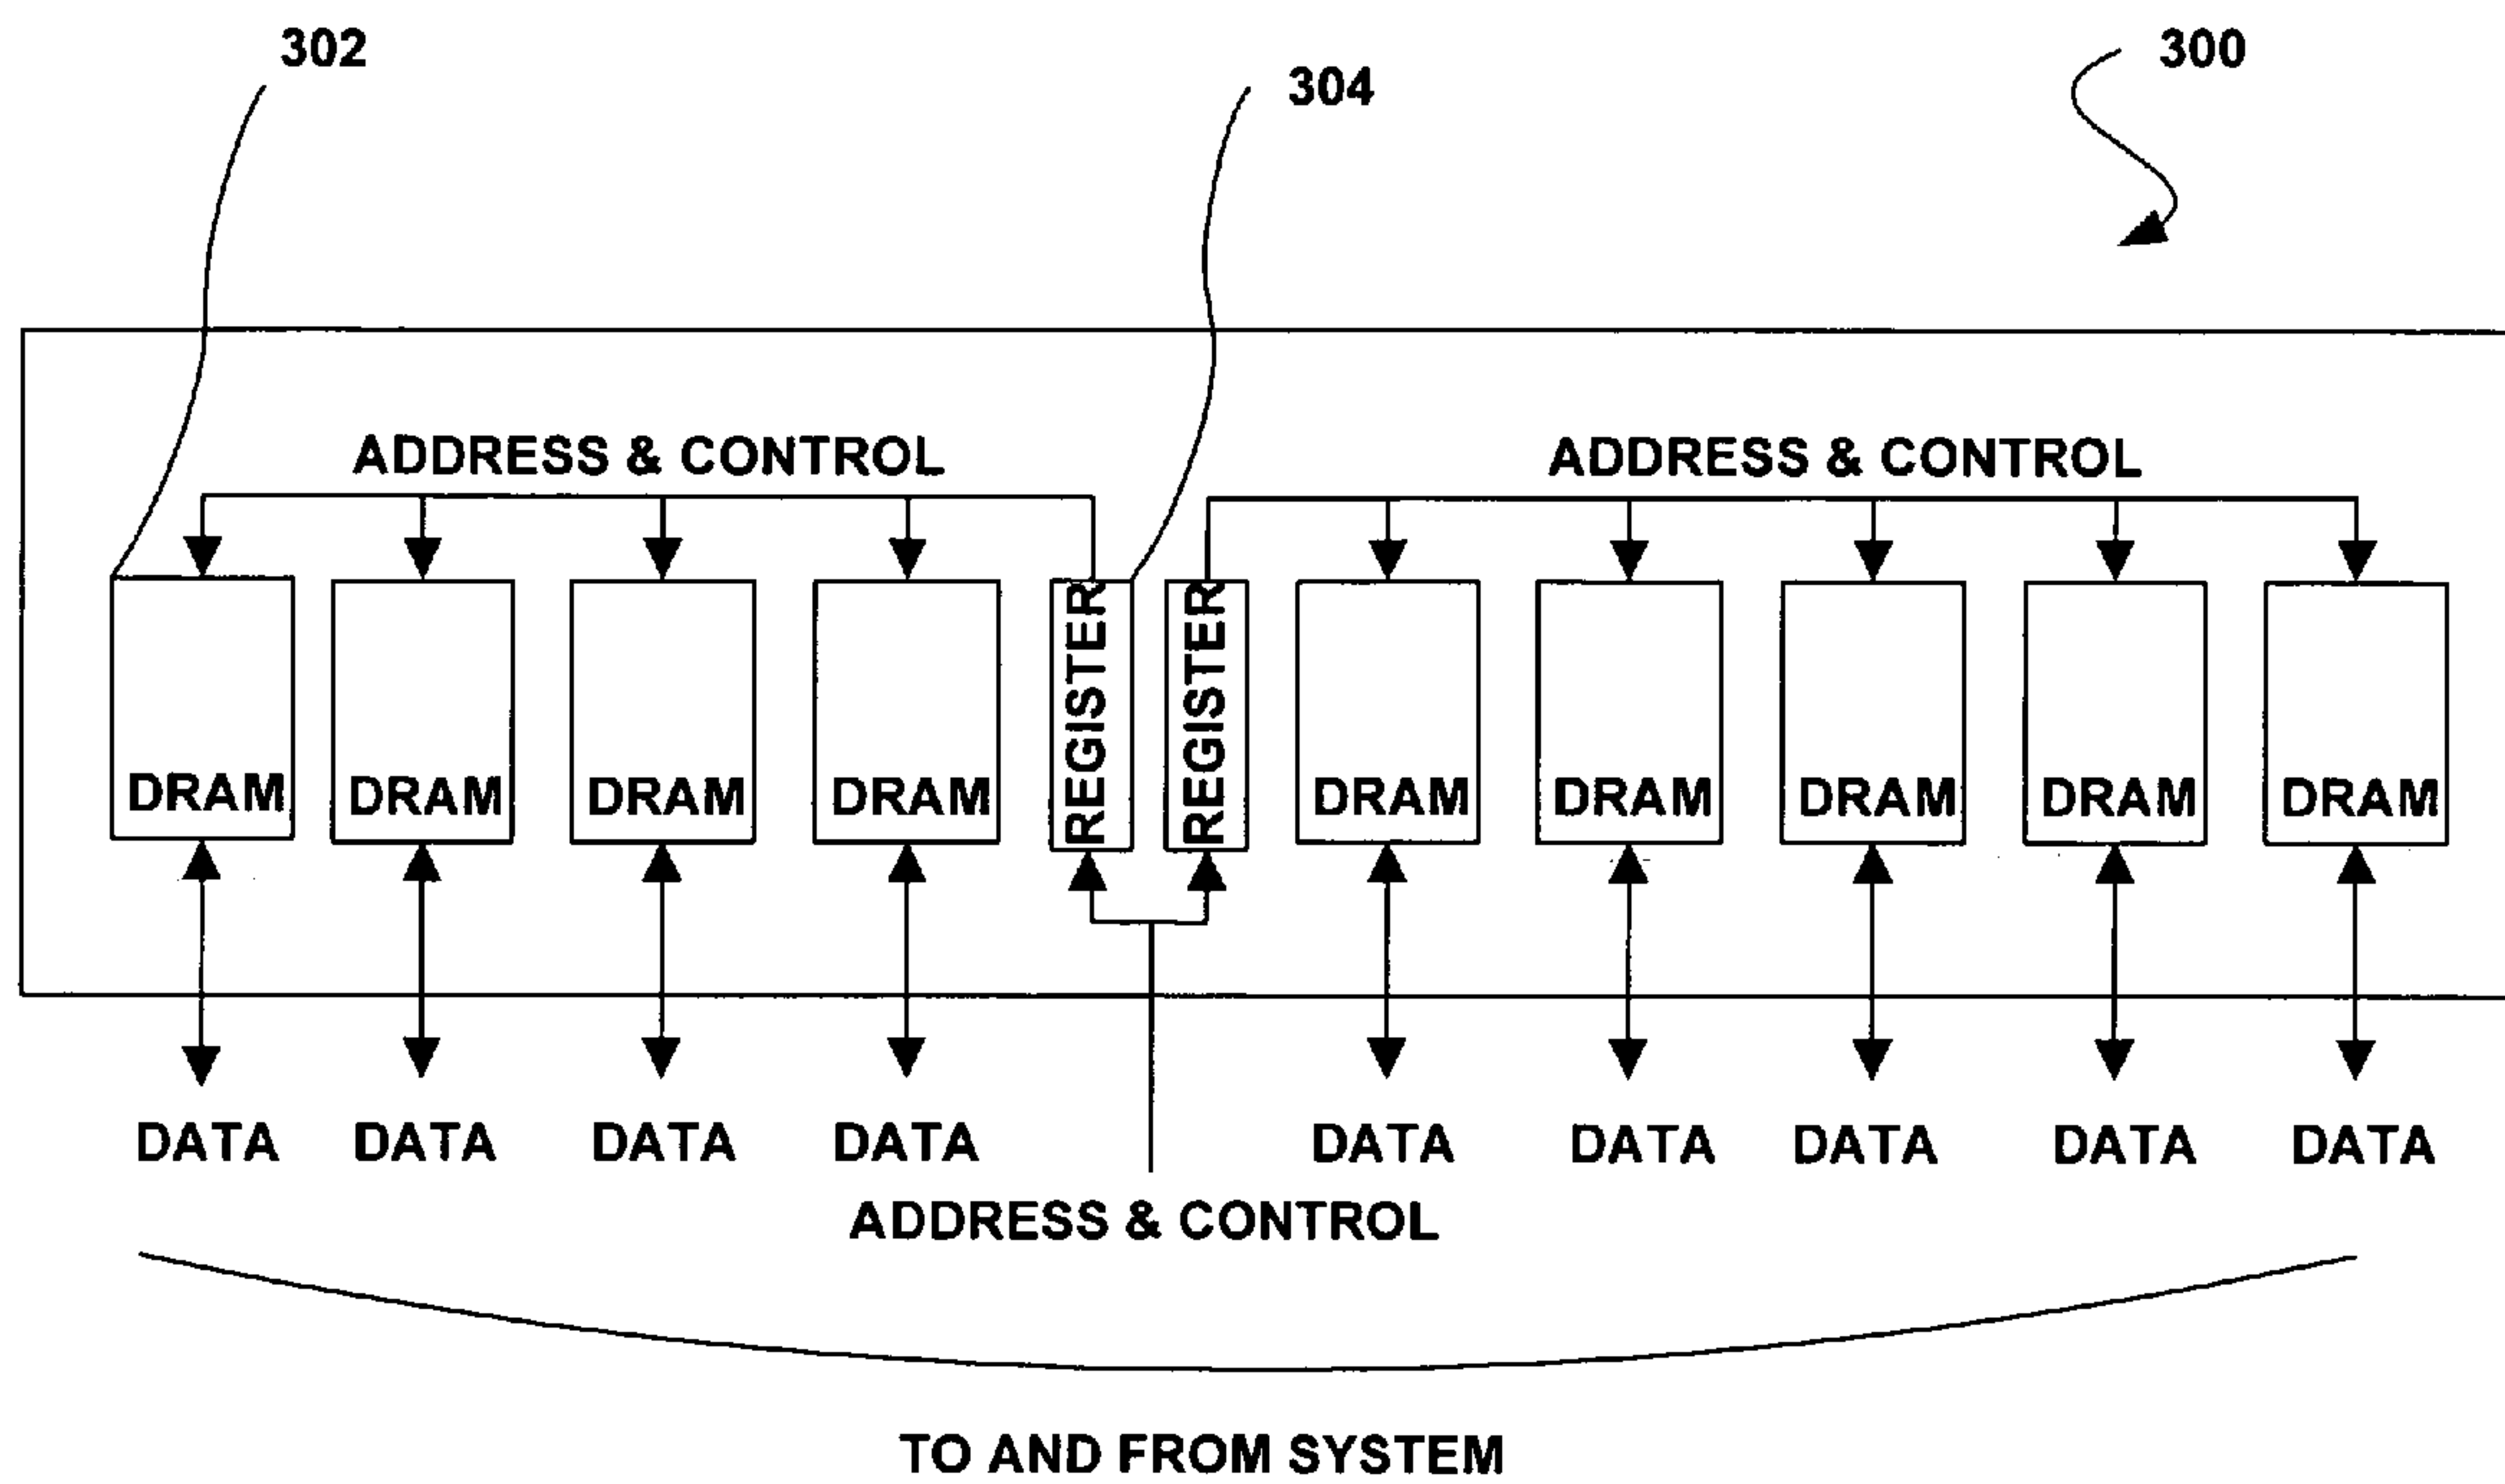 302
304
300
ADDRESS & CONTROL
ADDRESS & CONTROL
DRAM
DRAM
DRAM
DRAM
REGISTER
REGISTER
DRAM
DRAM
DRAM
DRAM
DRAM
DATA
DATA
DATA
DATA
DATA
DATA
DATA
DATA
DATA
ADDRESS & CONTROL
TO AND FROM SYSTEM